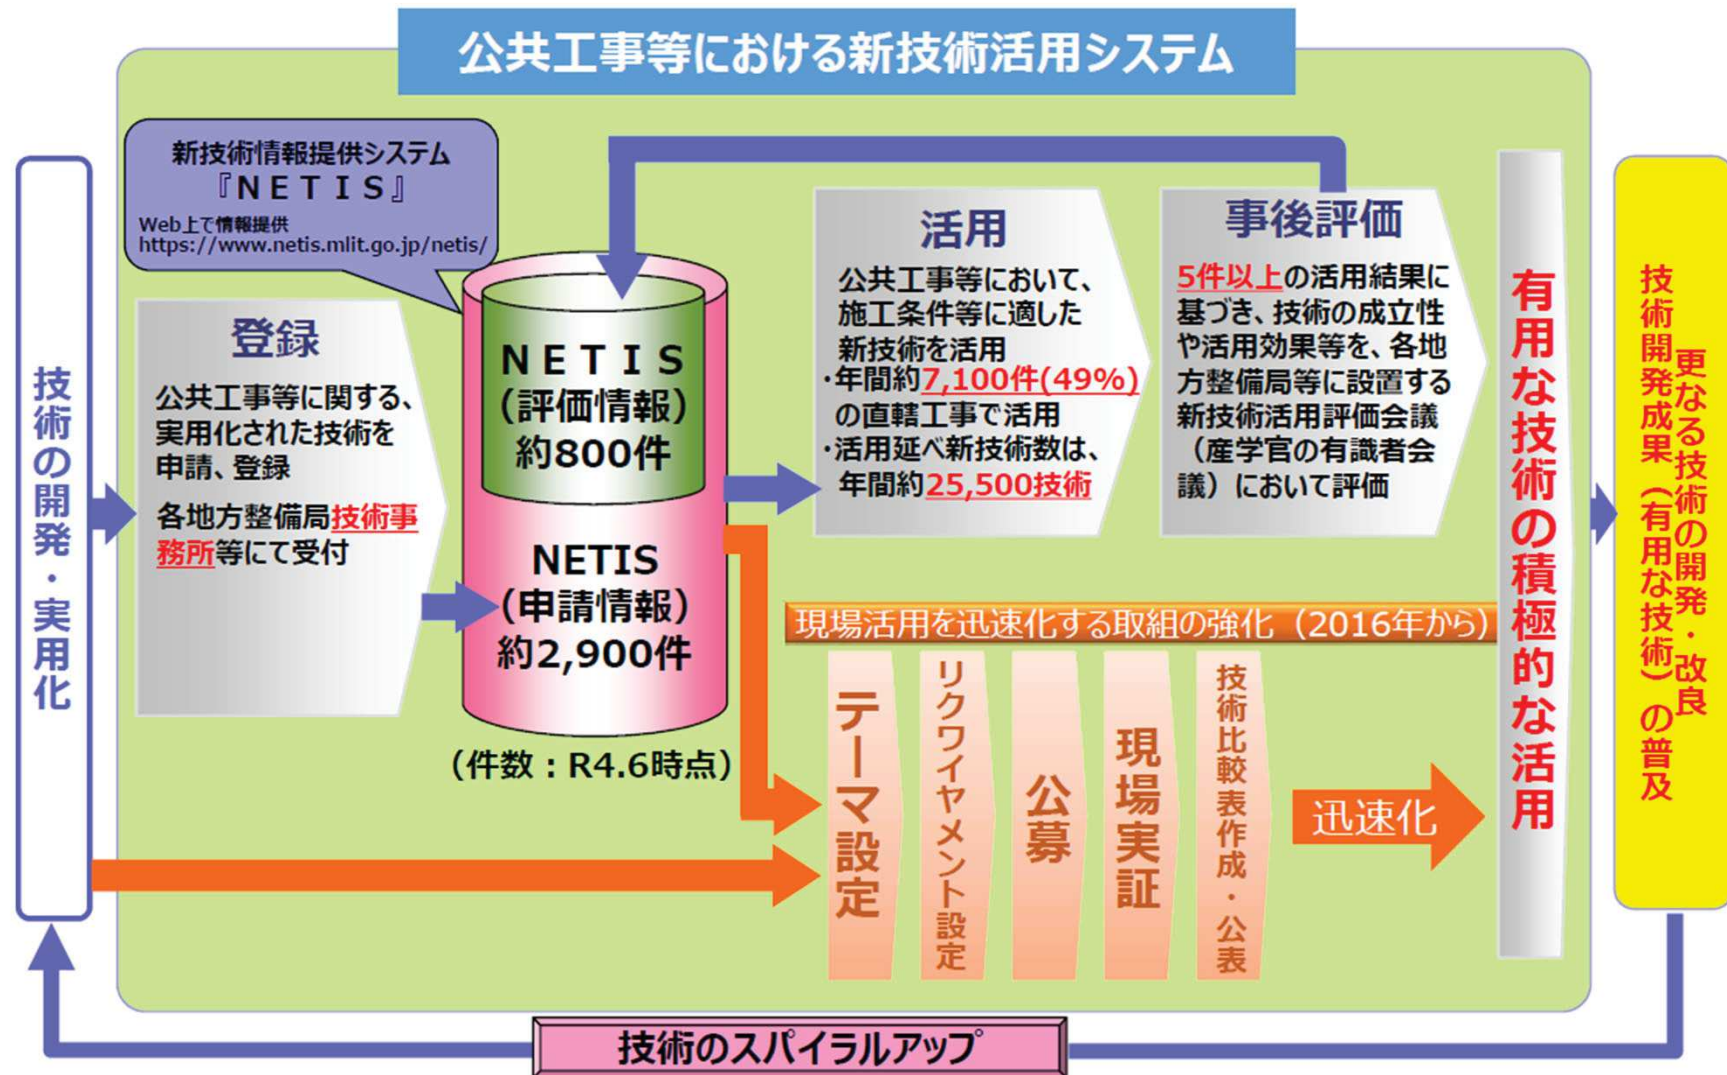 公共工事等における新技術活用システム
新技術情報提供システム
『ＮＥＴＩＳ』
Web上で情報提供
https://www.netis.mlit.go.jp/netis/
技術の開発・実用化
登録
公共工事等に関する、
実用化された技術を
申請、登録
各地方整備局技術事
務所等にて受付
ＮＥＴＩＳ
（評価情報）
約800件
NETIS
（申請情報）
約2,900件
（件数：R4.6時点）
活用
公共工事等において、
施工条件等に適した
新技術を活用
・年間約7,100件(49%)
の直轄工事で活用
・活用延べ新技術数は、
年間約25,500技術
事後評価
5件以上の活用結果に
基づき、技術の成立性
や活用効果等を、各地
方整備局等に設置する
新技術活用評価会議
（産学官の有識者会
議）において評価
現場活用を迅速化する取組の強化（2016年から）
テーマ設定
リクワイヤメント設定
公募
現場実証
技術比較表作成・公表
迅速化
有用な技術の積極的な活用
更なる技術の開発・改良
技術開発成果（有用な技術）の普及
技術のスパイラルアップ